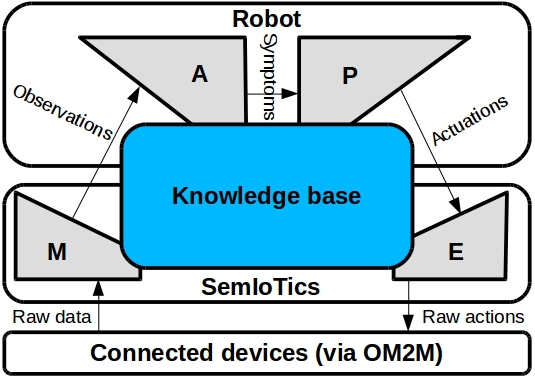 Robot
A
Symptoms
P
Observations
Actuations
Knowledge base
M
E
SemIoTics
Raw data
Raw actions
Connected devices (via OM2M)